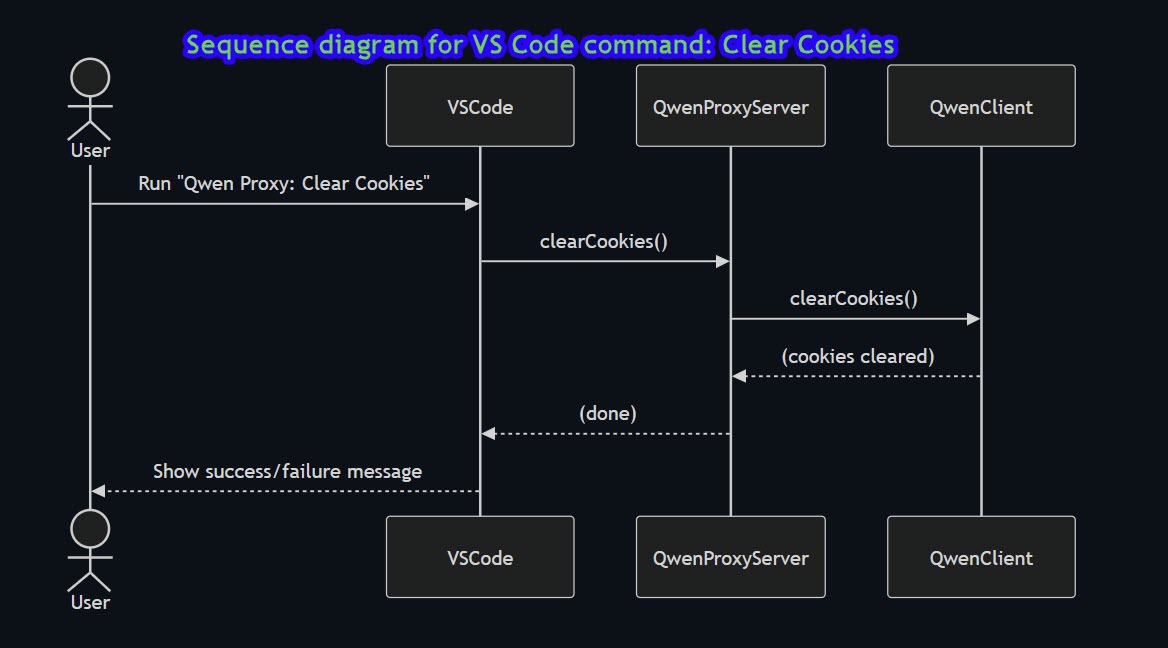 Sequence diagram for VS Code command: Clear Cookies
User
VSCode
QwenProxyServer
QwenClient
Run "Qwen Proxy: Clear Cookies"
clearCookies()
clearCookies()
(cookies cleared)
(done)
Show success/failure message
User
VSCode
QwenProxyServer
QwenClient